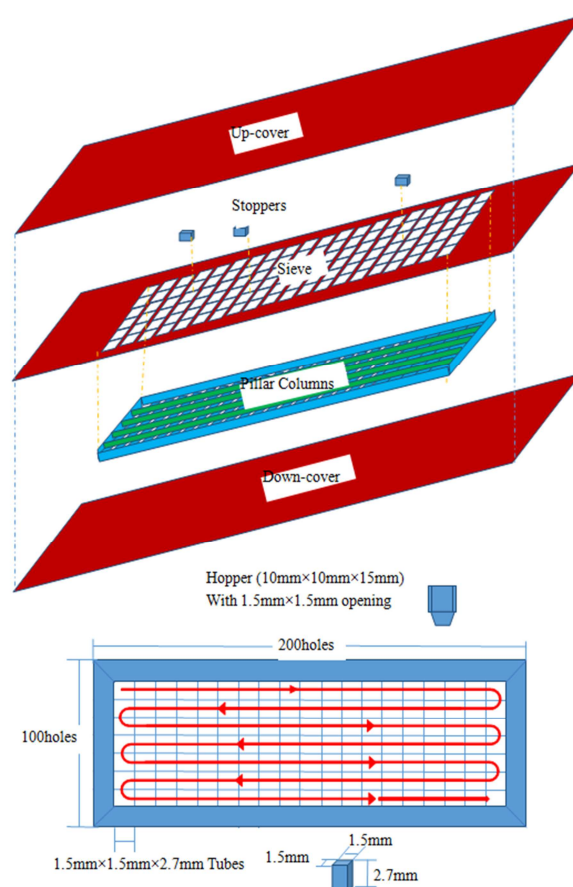 Up-cover
Stoppers
Sieve
Pillar Columns
Down-cover
Hopper (10mm×10mm×15mm)
With 1.5mm×1.5mm opening
200holes
100holes
1.5mm×1.5mm×2.7mm Tubes
1.5mm
1.5mm
2.7mm